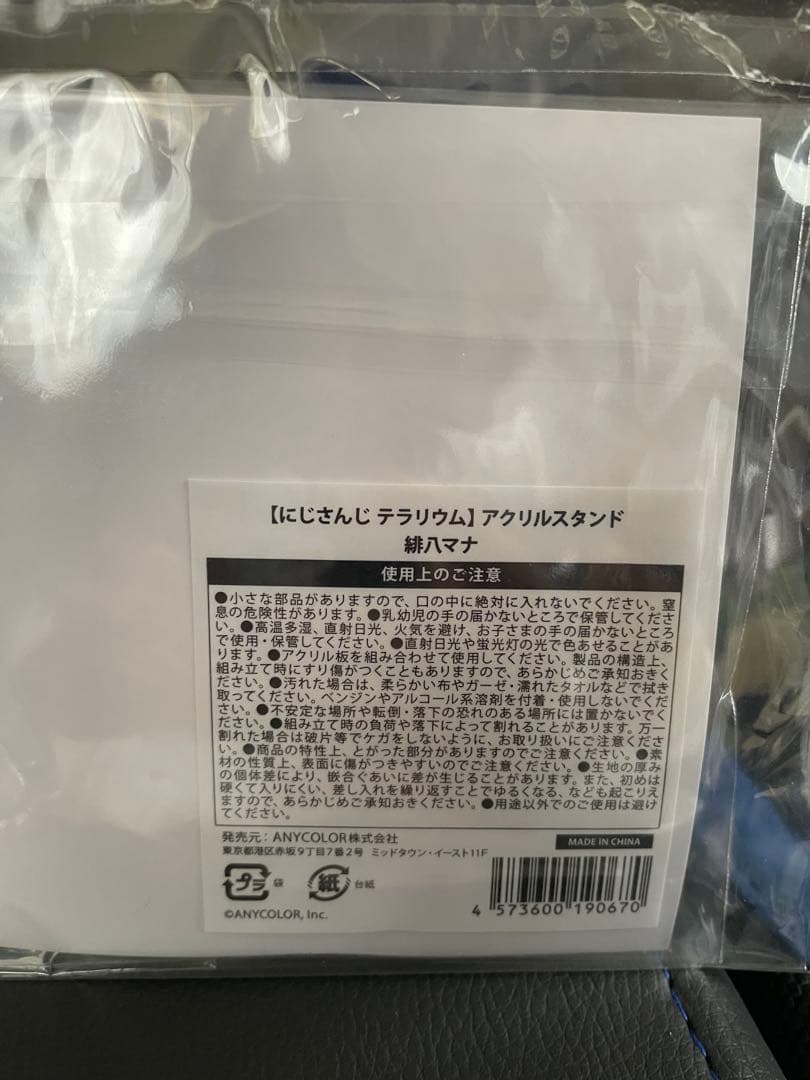 【にじさんじ テラリウム】アクリルスタンド
緋八マナ
使用上のご注意
●小さな部品がありますので、口の中に絶対に入れないでください。窒
息の危険性があります。●乳幼児の手の届かないところで保管してくださ
い。●高温多湿、直射日光、火気を避け、お子さまの手の届かないところ
で使用・保管してください。●直射日光や蛍光灯の光で色あせることがあ
ります。●アクリル板を組み合わせて使用してください。製品の構造上、
組み立て時にすり傷がつくこともありますので、あらかじめご承知おきく
ださい。●汚れた場合は、柔らかい布やガーゼ・濡れたタオルなどで拭き
取ってください。ベンジンやアルコール系溶剤を付着・使用しないでくださ
い。●不安定な場所や転倒・落下の恐れのある場所には置かないでくだ
さい。●組み立て時の負荷や落下によって割れることがあります。万一
割れた場合は破片等でケガをしないように、お取り扱いにご注意くださ
い。●商品の特性上、とがった部分がありますのでご注意ください。●素
材の性質上、表面に傷がつきやすいのでご注意ください。●生地の厚み
の個体差により、嵌合ぐあいに差が生じることがあります。また、初めは
硬くて入りにくい、差し入れを繰り返すことでゆるくなる、なども起こりえ
ますので、あらかじめご承知おきください。●用途以外でのご使用は避け
てください。
発売元：ANYCOLOR株式会社
東京都港区赤坂9丁目7番2号 ミッドタウン・イースト11F
MADE IN CHINA
プラ 袋 紙 台紙
©ANYCOLOR, Inc.
4 573600 190670